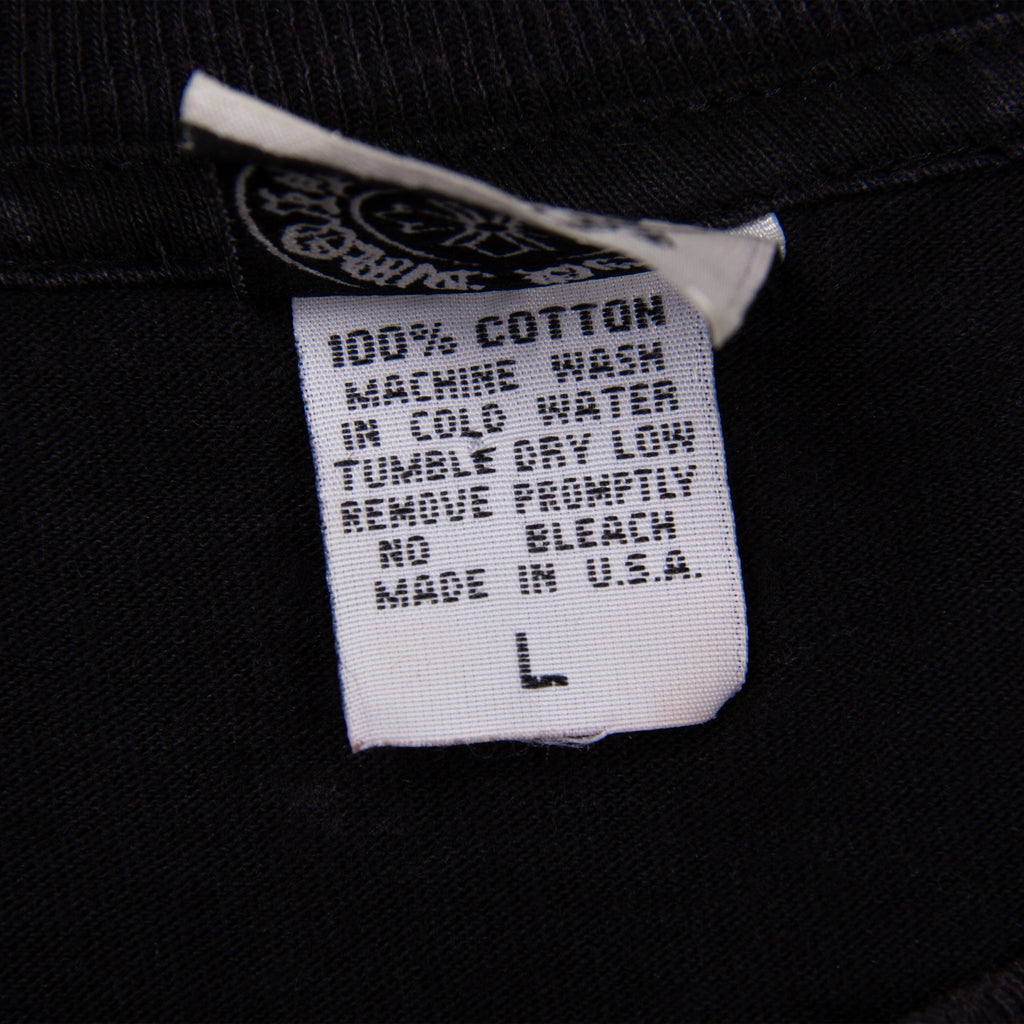 100% COTTON
MACHINE WASH
IN COLD WATER
TUMBLE DRY LOW
REMOVE PROMPTLY
NO BLEACH
MADE IN U.S.A.
L